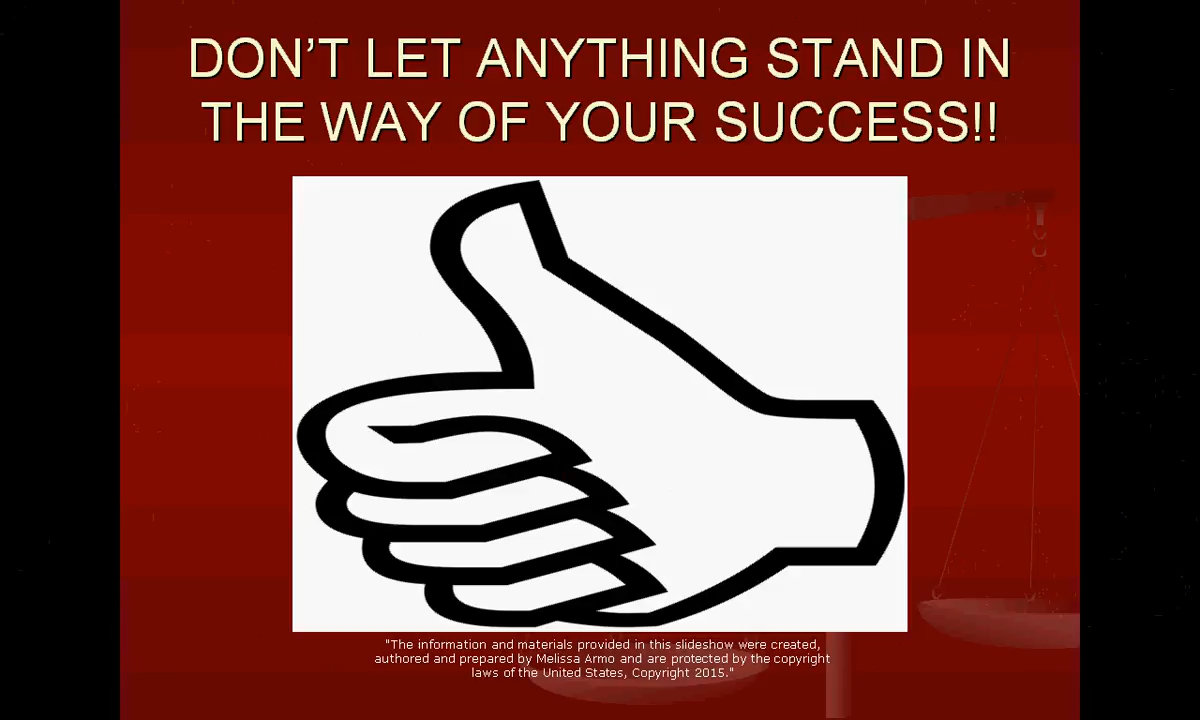 DON’T LET ANYTHING STAND IN
THE WAY OF YOUR SUCCESS!!
"The information and materials provided in this slideshow were created,
authored and prepared by Melissa Armo and are protected by the copyright
laws of the United States, Copyright 2015."